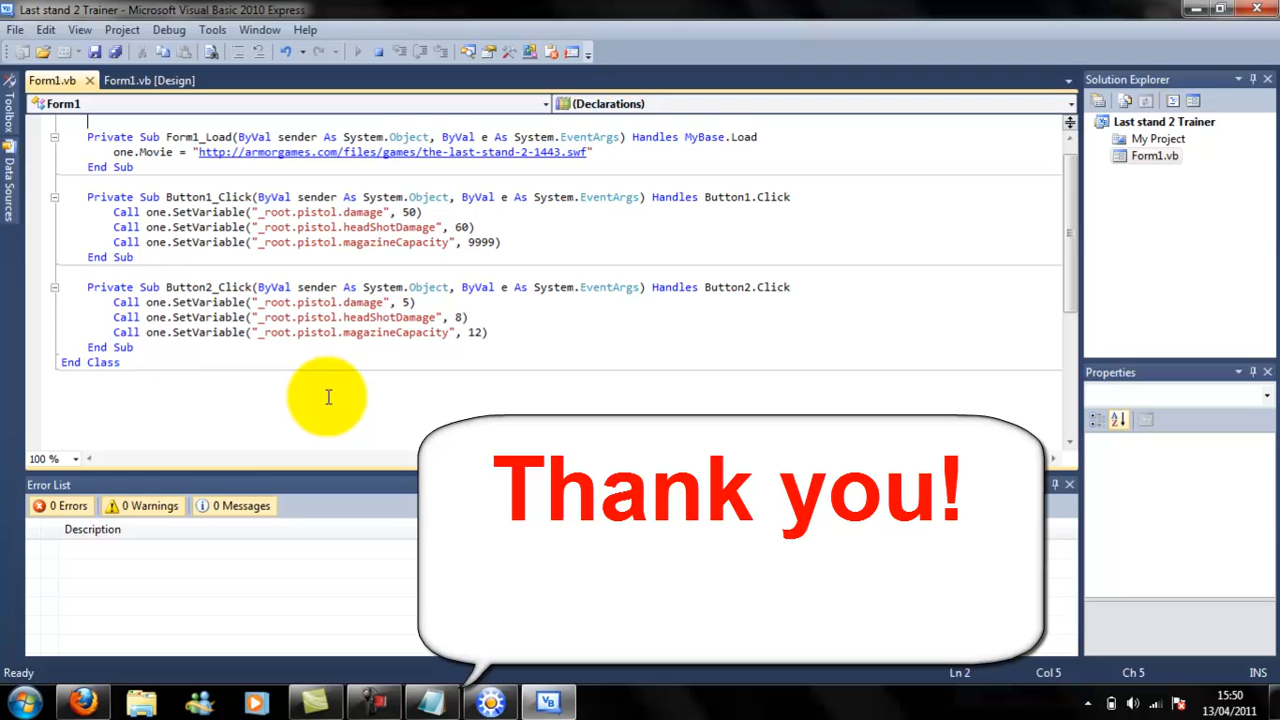 Last stand 2 Trainer - Microsoft Visual Basic 2010 Express
File Edit View Project Debug Tools Window Help
Form1.vb Form1.vb [Design]
Form1 (Declarations)
Private Sub Form1_Load(ByVal sender As System.Object, ByVal e As System.EventArgs) Handles MyBase.Load
one.Movie = "http://armorgames.com/files/games/the-last-stand-2-1443.swf"
End Sub
Private Sub Button1_Click(ByVal sender As System.Object, ByVal e As System.EventArgs) Handles Button1.Click
Call one.SetVariable("_root.pistol.damage", 50)
Call one.SetVariable("_root.pistol.headShotDamage", 60)
Call one.SetVariable("_root.pistol.magazineCapacity", 9999)
End Sub
Private Sub Button2_Click(ByVal sender As System.Object, ByVal e As System.EventArgs) Handles Button2.Click
Call one.SetVariable("_root.pistol.damage", 5)
Call one.SetVariable("_root.pistol.headShotDamage", 8)
Call one.SetVariable("_root.pistol.magazineCapacity", 12)
End Sub
End Class
100 %
Toolbox
Data Sources
Solution Explorer
Last stand 2 Trainer
My Project
Form1.vb
Properties
Error List
0 Errors 0 Warnings 0 Messages
Description
Thank you!
Ready Ln 2 Col 5 Ch 5 INS
15:50
13/04/2011